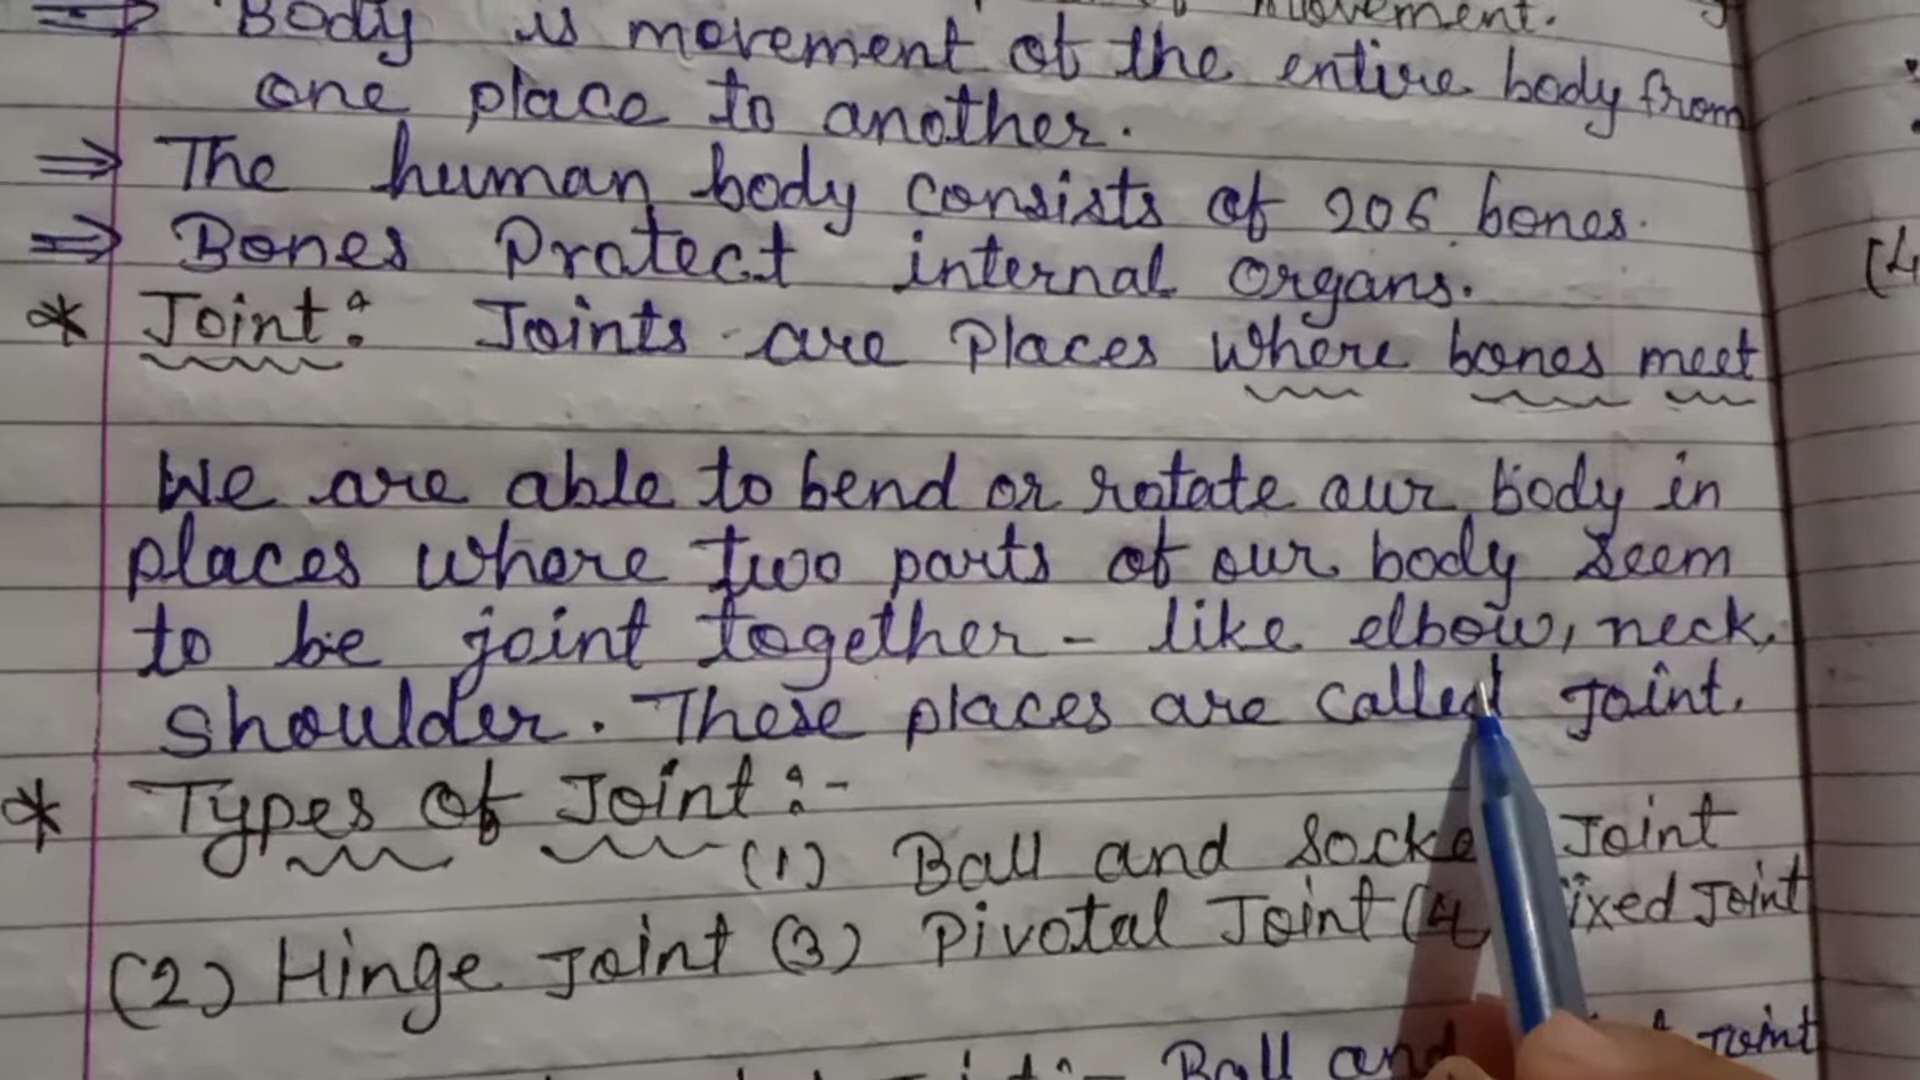 movement.
⇒ Body is movement of the entire body from
one place to another.
⇒ The human body consists of 206 bones.
⇒ Bones Protect internal organs.
* Joint: Joints are Places where bones meet
We are able to bend or rotate our body in
places where two parts of our body seem
to be joint together - like elbow, neck,
shoulder. These places are called Joint.
* Types of Joint :-
(1) Ball and Socke Joint
(2) Hinge Joint (3) Pivotal Joint (4 ixed Joint
Ball and Joint
(4